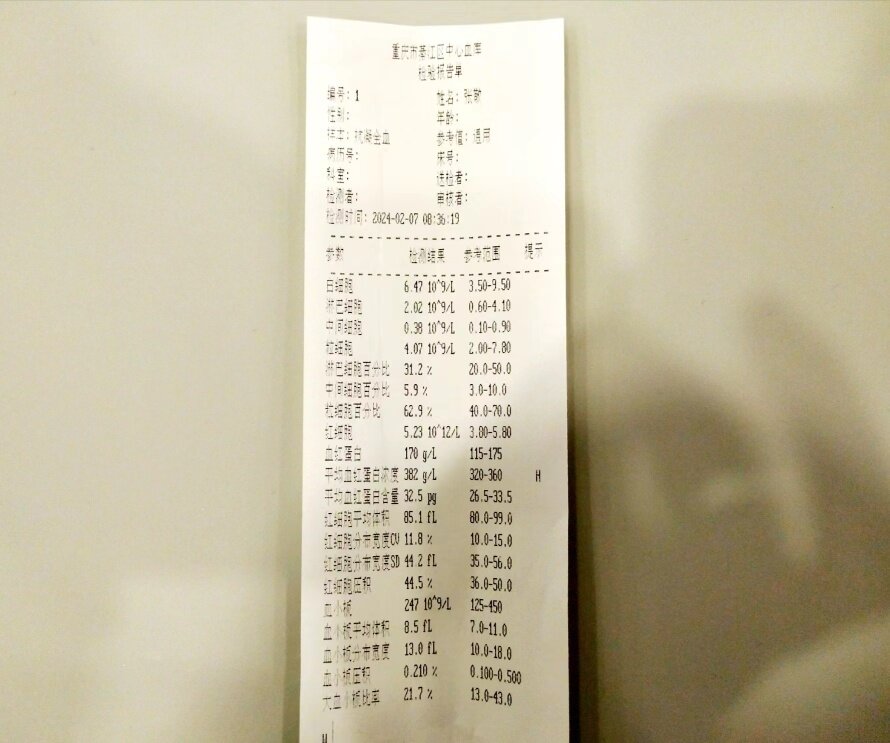 重庆市綦江区中心血库
检验报告单
编号: 1 姓名: 张敬
性别: 年龄:
样本: 抗凝全血 参考值: 通用
病历号: 床号:
科室: 送检者:
检测者: 审核者:
检测时间: 2024-02-07 08:36:19
参数 检测结果 参考范围 提示
白细胞 6.47 10^9/L 3.50-9.50
淋巴细胞 2.02 10^9/L 0.60-4.10
中间细胞 0.38 10^9/L 0.10-0.90
粒细胞 4.07 10^9/L 2.00-7.80
淋巴细胞百分比 31.2 % 20.0-50.0
中间细胞百分比 5.9 % 3.0-10.0
粒细胞百分比 62.9 % 40.0-70.0
红细胞 5.23 10^12/L 3.80-5.80
血红蛋白 170 g/L 115-175
平均血红蛋白浓度 382 g/L 320-360 H
平均血红蛋白含量 32.5 pg 26.5-33.5
红细胞平均体积 85.1 fL 80.0-99.0
红细胞分布宽度CV 11.8 % 10.0-15.0
红细胞分布宽度SD 44.2 fL 35.0-56.0
红细胞压积 44.5 % 36.0-50.0
血小板 247 10^9/L 125-450
血小板平均体积 8.5 fL 7.0-11.0
血小板分布宽度 13.0 fL 10.0-18.0
血小板压积 0.210 % 0.100-0.500
大血小板比率 21.7 % 13.0-43.0